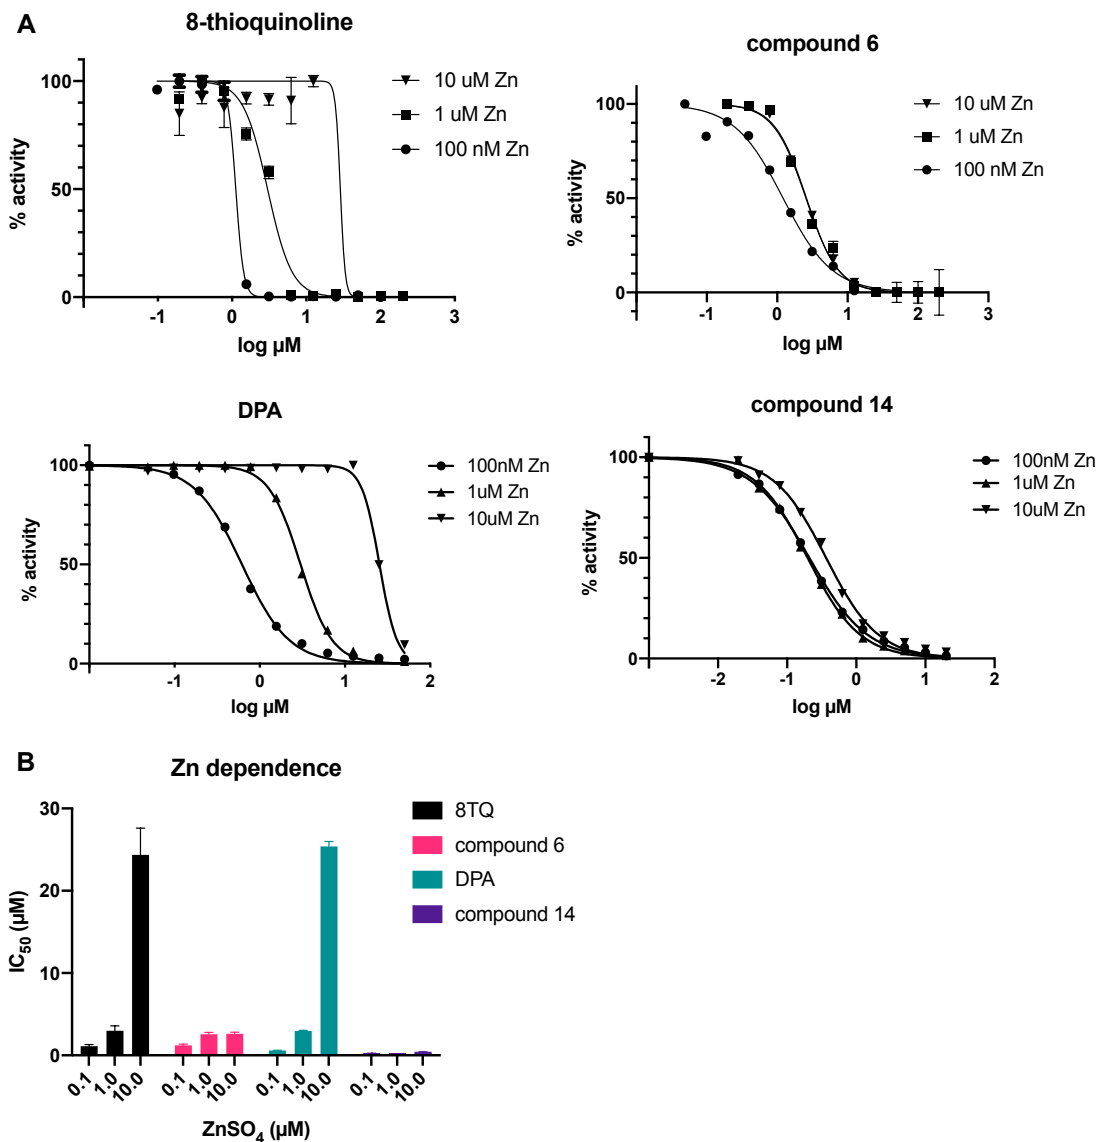 A
8-thioquinoline
100
50
0
% activity
-1
0
1
2
3
log µM
10 uM Zn
1 uM Zn
100 nM Zn
compound 6
100
50
0
% activity
-1
0
1
2
3
log µM
10 uM Zn
1 uM Zn
100 nM Zn
DPA
100
50
0
% activity
-1
0
1
2
log µM
100nM Zn
1uM Zn
10uM Zn
compound 14
100
50
0
% activity
-2
-1
0
1
2
log µM
100nM Zn
1uM Zn
10uM Zn
B
Zn dependence
30
20
10
0
IC50 (µM)
0.1
1.0
10.0
0.1
1.0
10.0
0.1
1.0
10.0
0.1
1.0
10.0
ZnSO4 (µM)
8TQ
compound 6
DPA
compound 14